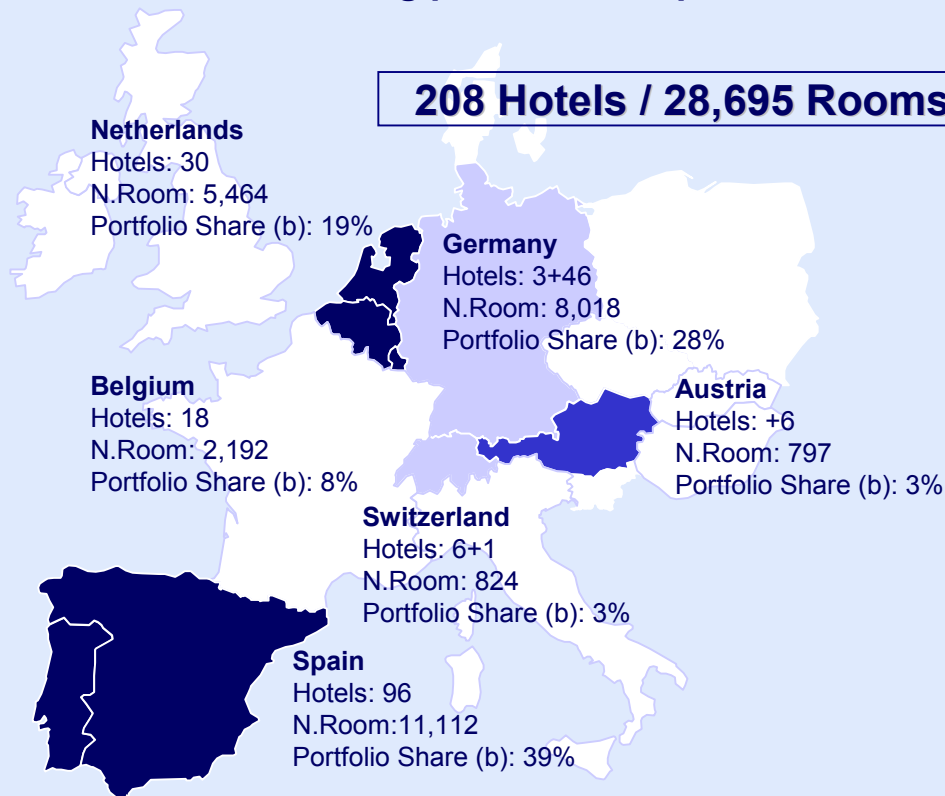 208 Hotels / 28,695 Rooms
Netherlands
Hotels: 30
N.Room: 5,464
Portfolio Share (b): 19%
Germany
Hotels: 3+46
N.Room: 8,018
Portfolio Share (b): 28%
Belgium
Hotels: 18
N.Room: 2,192
Portfolio Share (b): 8%
Austria
Hotels: +6
N.Room: 797
Portfolio Share (b): 3%
Switzerland
Hotels: 6+1
N.Room: 824
Portfolio Share (b): 3%
Spain
Hotels: 96
N.Room:11,112
Portfolio Share (b): 39%